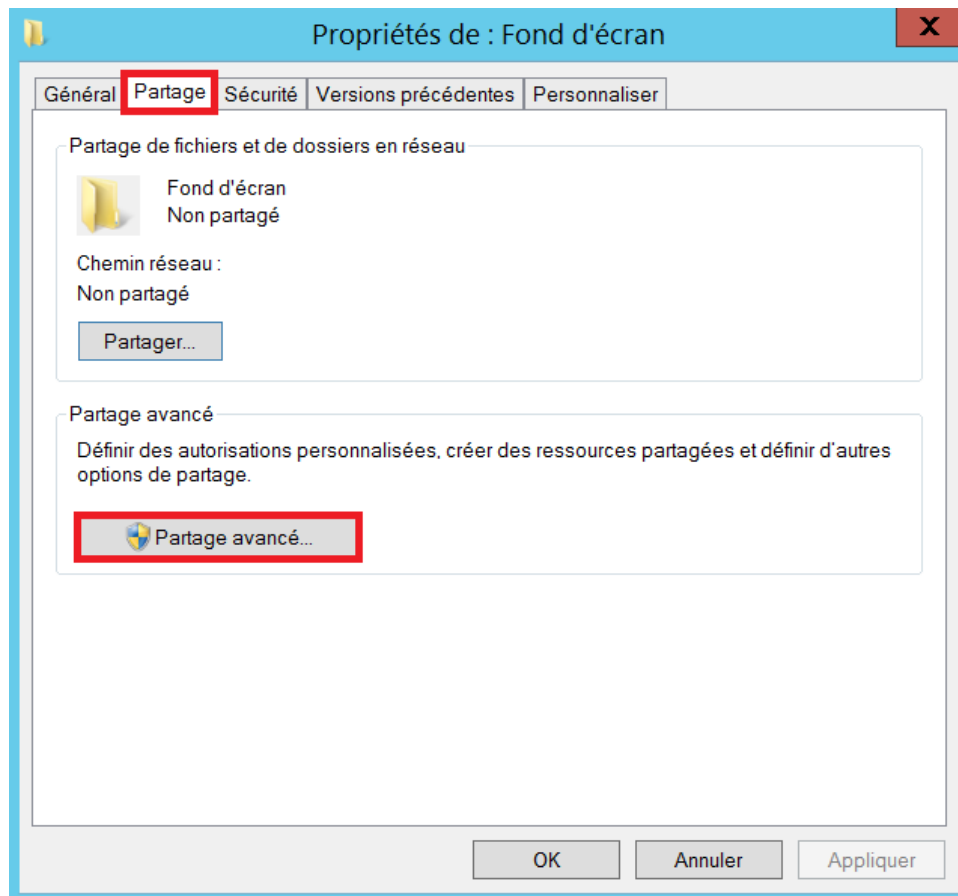 Propriétés de : Fond d'écran
X
Général
Partage
Sécurité
Versions précédentes
Personnaliser
Partage de fichiers et de dossiers en réseau
Fond d'écran
Non partagé
Chemin réseau :
Non partagé
Partager...
Partage avancé
Définir des autorisations personnalisées, créer des ressources partagées et définir d'autres
options de partage.
Partage avancé...
OK
Annuler
Appliquer